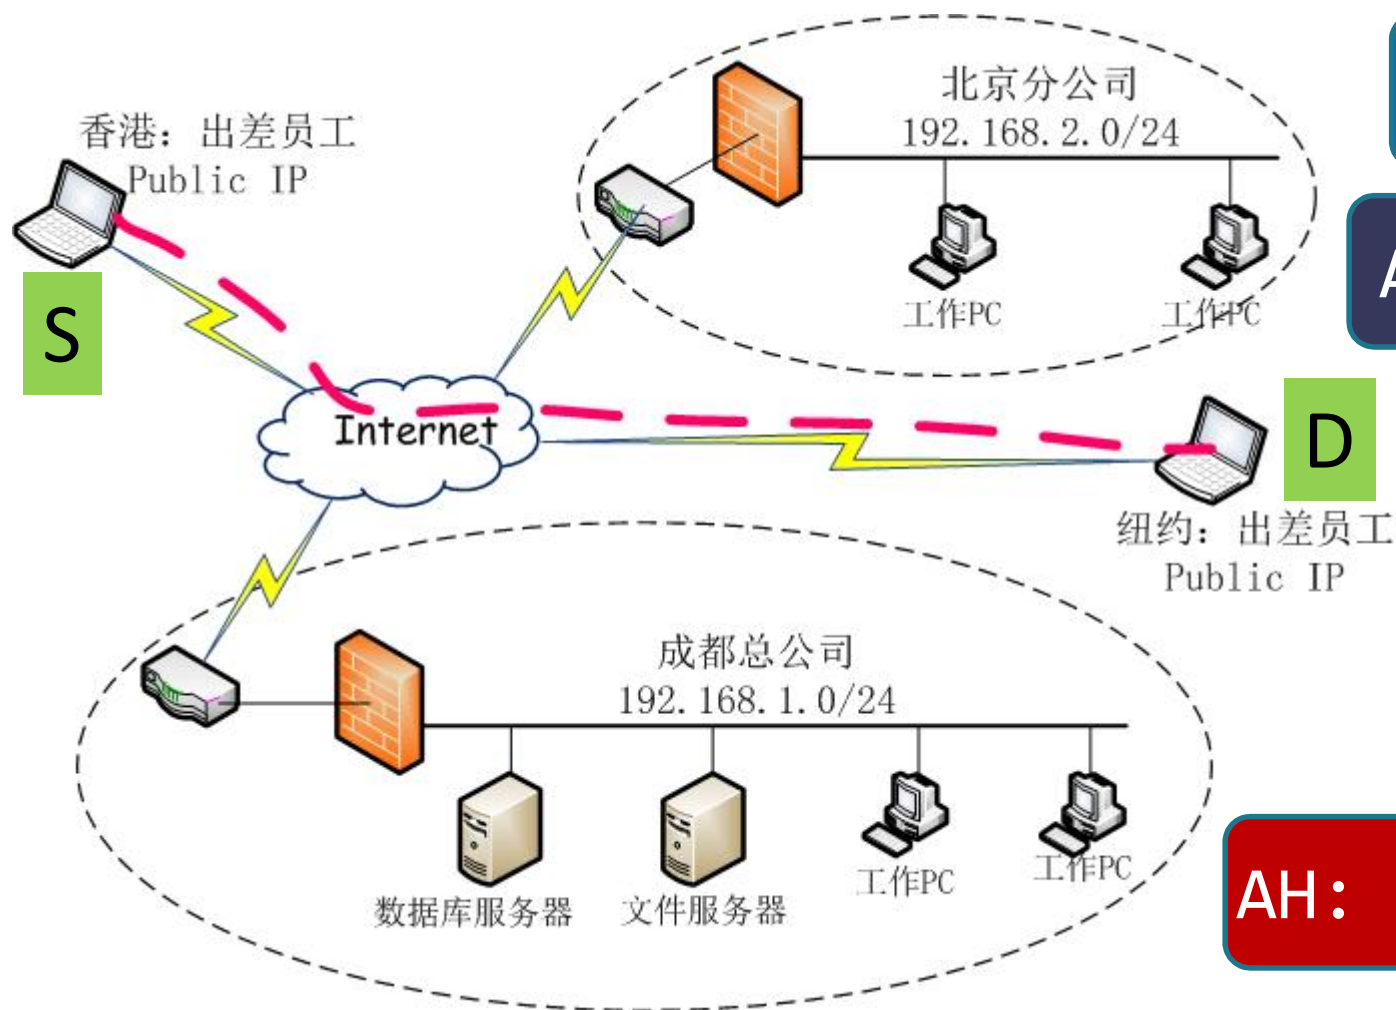 北京分公司
192.168.2.0/24
香港: 出差员工
Public IP
S
工作PC
工作PC
A
Internet
D
纽约: 出差员工
Public IP
成都总公司
192.168.1.0/24
数据库服务器
文件服务器
工作PC
工作PC
AH: